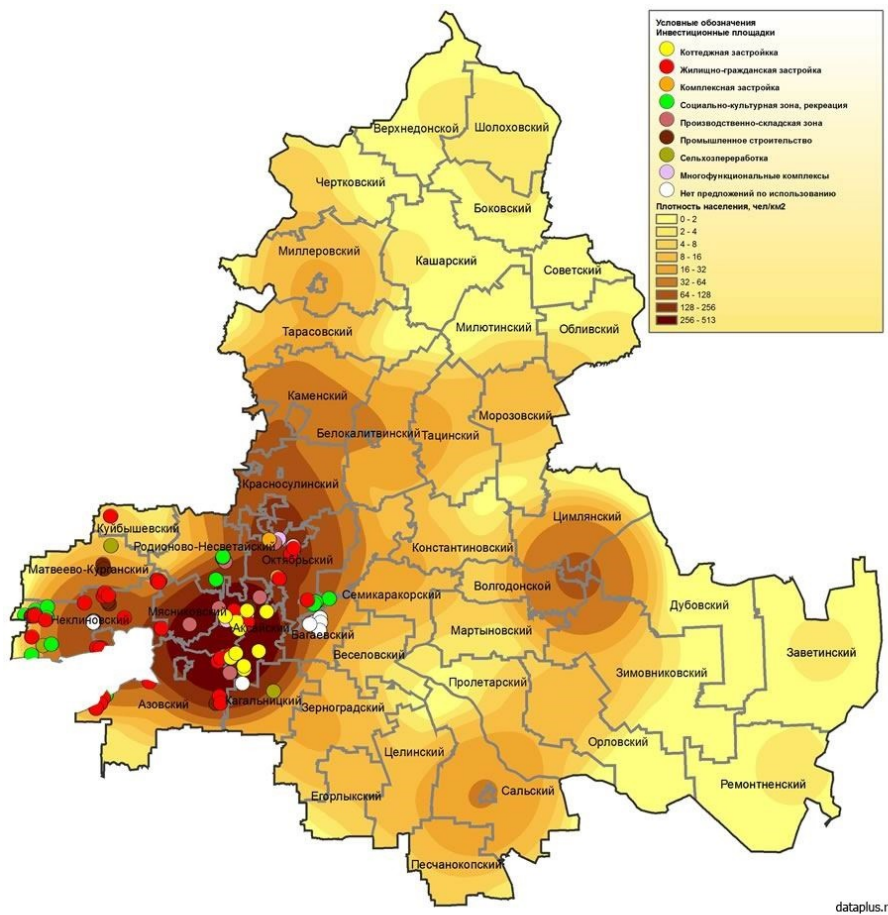 Условные обозначения
Инвестиционные площадки
Коттеджная застройкка
Жилищно-гражданская застройка
Комплексная застройка
Социально-культурная зона, рекреация
Производственно-складская зона
Промышленное строительство
Сельхозпереработка
Многофункциональные комплексы
Нет предложений по использованию
Плотность населения, чел/км2
0 - 2
2 - 4
4 - 8
8 - 16
16 - 32
32 - 64
64 - 128
128 - 256
256 - 513
Верхнедонской
Шолоховский
Чертковский
Боковский
Миллеровский
Кашарский
Советский
Милютинский
Обливский
Тарасовский
Каменский
Белокалитвинский
Тацинский
Морозовский
Красносулинский
Куйбышевский
Родионово-Несветайский
Октябрьский
Константиновский
Цимлянский
Матвеево-Курганский
Семикаракорский
Волгодонской
Дубовский
Неклиновский
Мясниковский
Аксайский
Багаевский
Мартыновский
Веселовский
Заветинский
Пролетарский
Зимовниковский
Азовский
Кагальницкий
Зерноградский
Целинский
Орловский
Егорлыкский
Сальский
Ремонтненский
Песчанокопский
dataplus.r